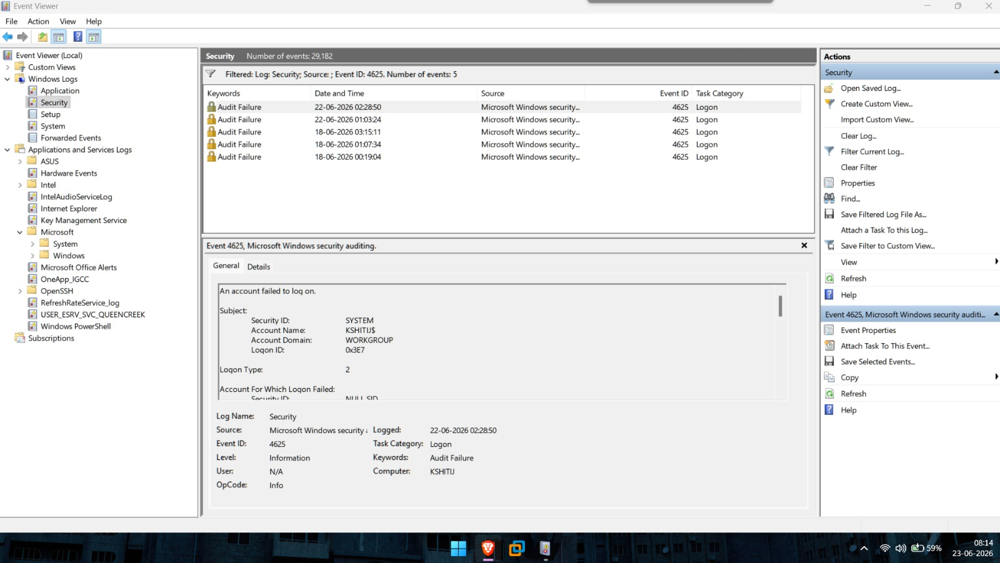 Event Viewer
File Action View Help
Event Viewer (Local)
Custom Views
Windows Logs
Application
Security
Setup
System
Forwarded Events
Applications and Services Logs
ASUS
Hardware Events
Intel
IntelAudioServiceLog
Internet Explorer
Key Management Service
Microsoft
System
Windows
Microsoft Office Alerts
OneApp_IGCC
OpenSSH
RefreshRateService_log
USER_ESRV_SVC_QUEENCREEK
Windows PowerShell
Subscriptions
Security Number of events: 29,182
Filtered: Log: Security; Source: ; Event ID: 4625. Number of events: 5
Keywords Date and Time Source Event ID Task Category
Audit Failure 22-06-2026 02:28:50 Microsoft Windows security... 4625 Logon
Audit Failure 22-06-2026 01:03:24 Microsoft Windows security... 4625 Logon
Audit Failure 18-06-2026 03:15:11 Microsoft Windows security... 4625 Logon
Audit Failure 18-06-2026 01:07:34 Microsoft Windows security... 4625 Logon
Audit Failure 18-06-2026 00:19:04 Microsoft Windows security... 4625 Logon
Event 4625, Microsoft Windows security auditing.
General Details
An account failed to log on.
Subject:
Security ID: SYSTEM
Account Name: KSHITIJ$
Account Domain: WORKGROUP
Logon ID: 0x3E7
Logon Type: 2
Account For Which Logon Failed:
Security ID: NULL SID
Log Name: Security
Source: Microsoft Windows security Logged: 22-06-2026 02:28:50
Event ID: 4625 Task Category: Logon
Level: Information Keywords: Audit Failure
User: N/A Computer: KSHITIJ
OpCode: Info
Actions
Security
Open Saved Log...
Create Custom View...
Import Custom View...
Clear Log...
Filter Current Log...
Clear Filter
Properties
Find...
Save Filtered Log File As...
Attach a Task To this Log...
Save Filter to Custom View...
View
Refresh
Help
Event 4625, Microsoft Windows security auditi...
Event Properties
Attach Task To This Event...
Save Selected Events...
Copy
Refresh
Help
59%
08:14
23-06-2026